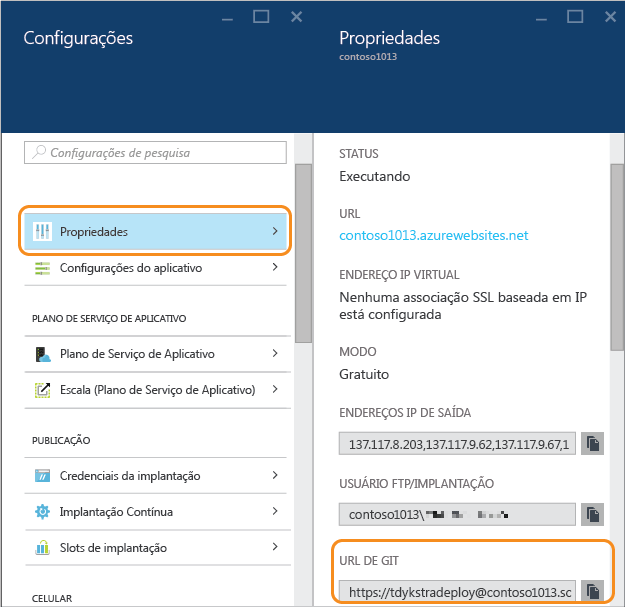 Configurações
Configurações de pesquisa
Propriedades
Configurações do aplicativo
PLANO DE SERVIÇO DE APLICATIVO
Plano de Serviço de Aplicativo
Escala (Plano de Serviço de Aplicativo)
PUBLICAÇÃO
Credenciais da implantação
Implantação Contínua
Slots de implantação
CELULAR
Propriedades
contoso1013
STATUS
Executando
URL
contoso1013.azurewebsites.net
ENDEREÇO IP VIRTUAL
Nenhuma associação SSL baseada em IP
está configurada
MODO
Gratuito
ENDEREÇOS IP DE SAÍDA
137.117.8.203,137.117.9.62,137.117.9.67,1
USUÁRIO FTP/IMPLANTAÇÃO
contoso1013\
URL DE GIT
https://tdykstradeploy@contoso1013.sc